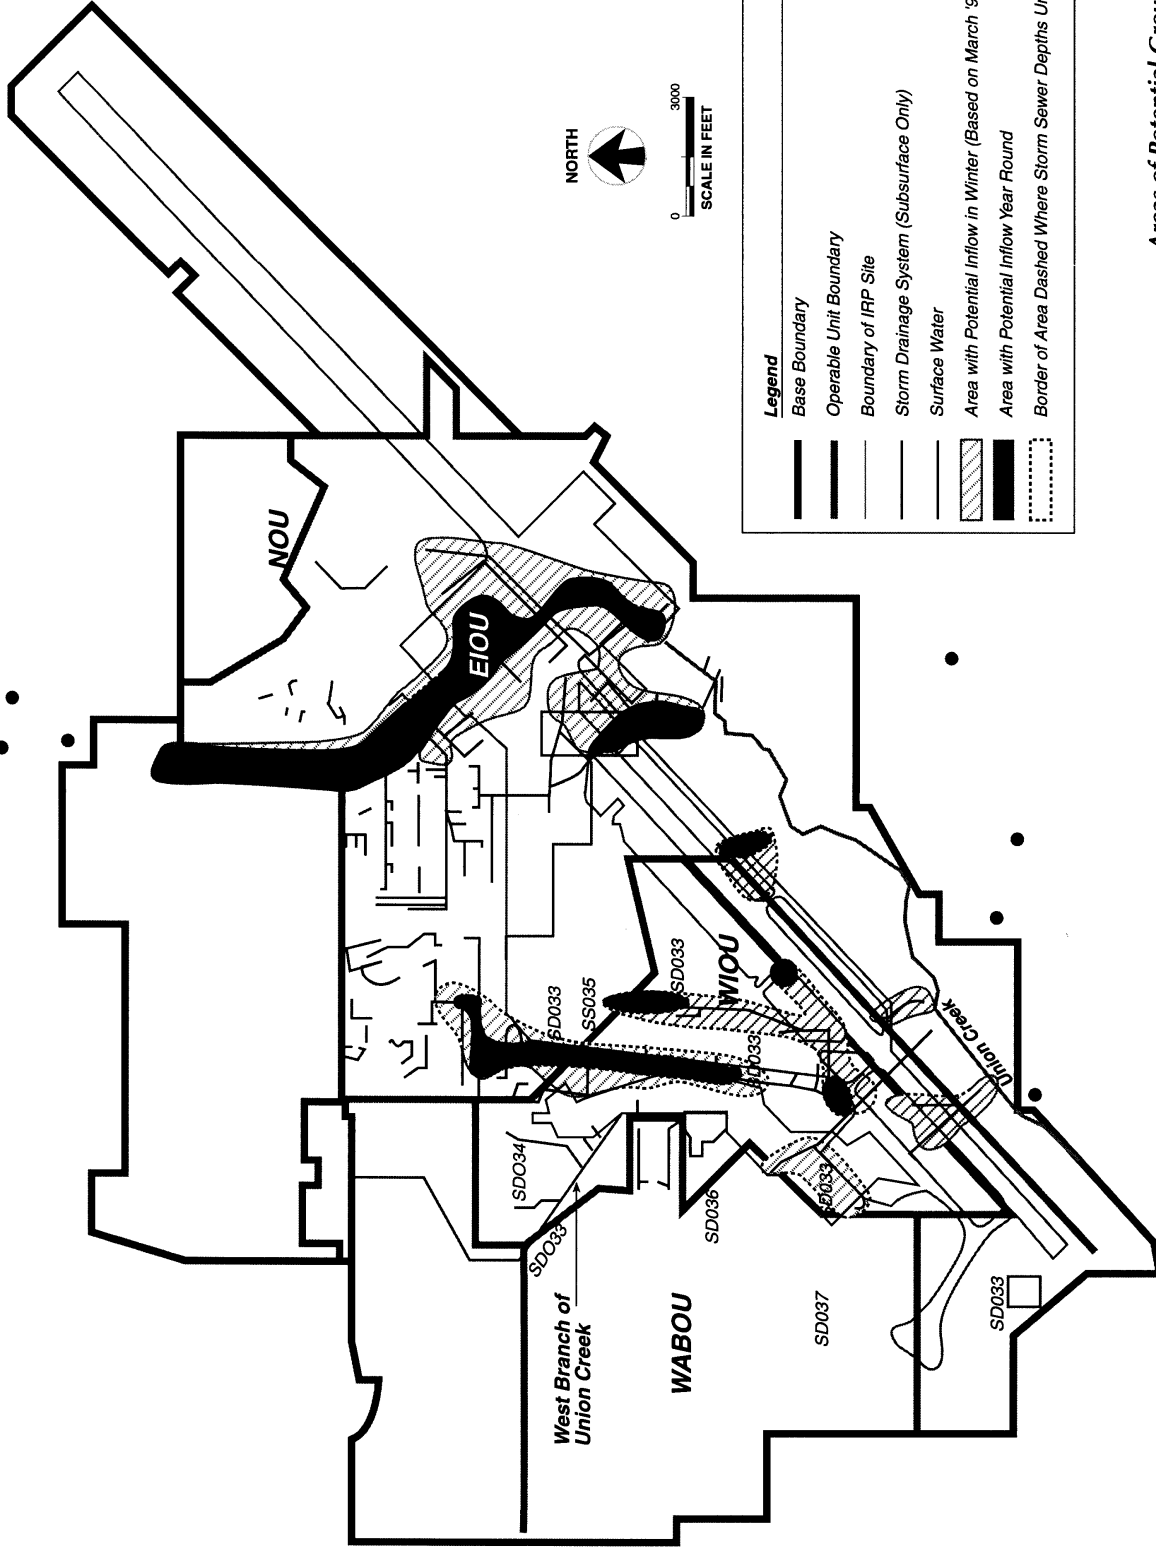 NORTH
0
3000
SCALE IN FEET
Legend
Base Boundary
Operable Unit Boundary
Boundary of IRP Site
Storm Drainage System (Subsurface Only)
Surface Water
Area with Potential Inflow in Winter (Based on March '9
Area with Potential Inflow Year Round
Border of Area Dashed Where Storm Sewer Depths
NOU
EIOU
SD033
SS035
SD033
WIOU
SD033
SDO34
SDO33
SD036
SD033
SD037
SD033
West Branch of
Union Creek
WABOU
Union Creek
Areas of Potential